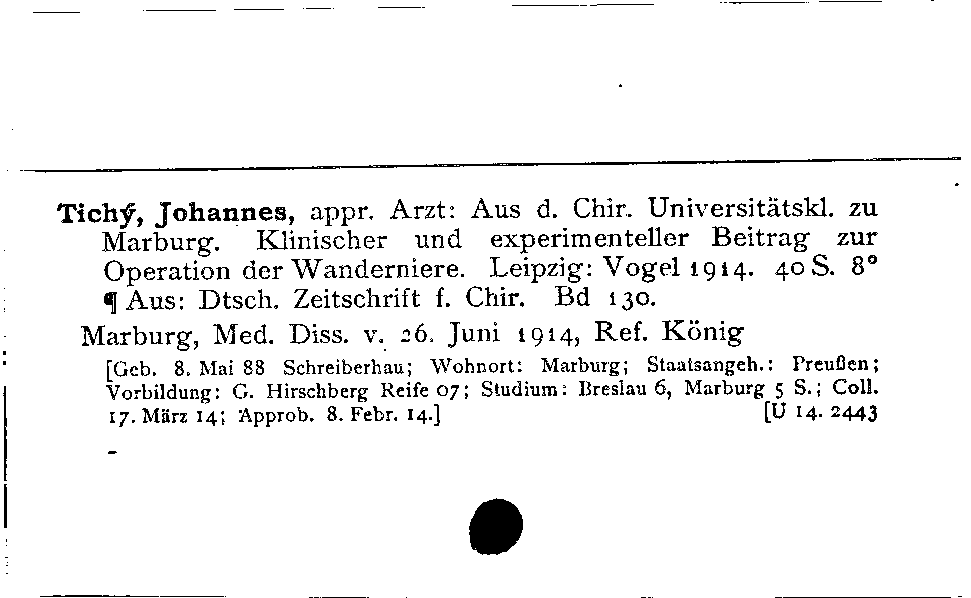 Tichý, Johannes, appr. Arzt: Aus d. Chir. Universitätskl. zu
Marburg. Klinischer und experimenteller Beitrag zur
Operation der Wanderniere. Leipzig: Vogel 1914. 40 S. 8°
¶ Aus: Dtsch. Zeitschrift f. Chir. Bd 130.
Marburg, Med. Diss. v. 26. Juni 1914, Ref. König
[Geb. 8. Mai 88 Schreiberhau; Wohnort: Marburg; Staatsangeh.: Preußen;
Vorbildung: G. Hirschberg Reife 07; Studium: Breslau 6, Marburg 5 S.; Coll.
17. März 14; Approb. 8. Febr. 14.] [U 14. 2443